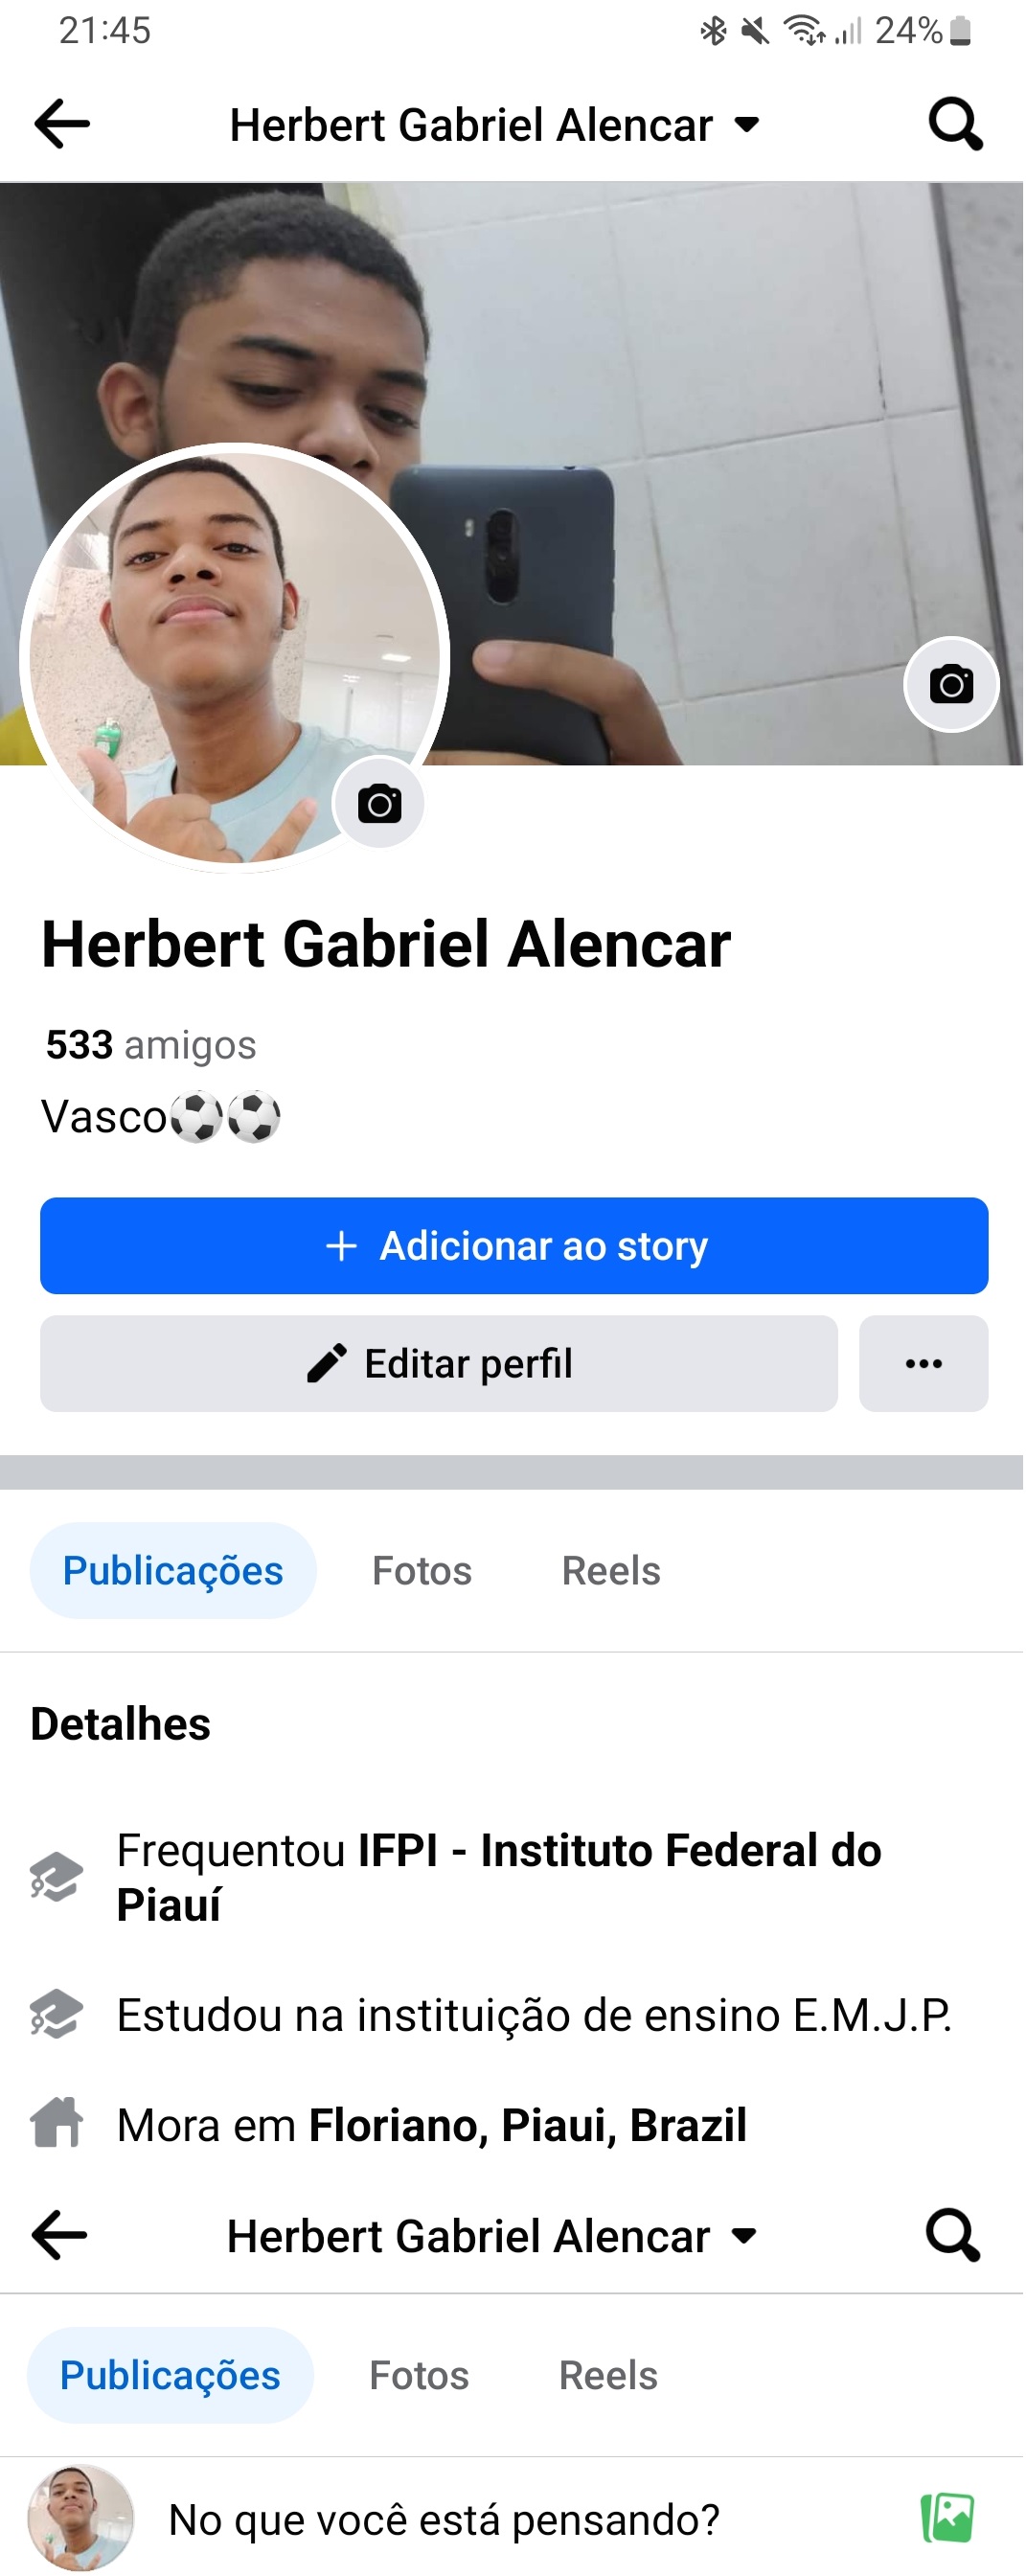 21:45
24%
Herbert Gabriel Alencar
Herbert Gabriel Alencar
533 amigos
Vasco⚽⚽
+ Adicionar ao story
Editar perfil
Publicações Fotos Reels
Detalhes
Frequentou IFPI - Instituto Federal do
Piauí
Estudou na instituição de ensino E.M.J.P.
Mora em Floriano, Piaui, Brazil
Herbert Gabriel Alencar
Publicações Fotos Reels
No que você está pensando?